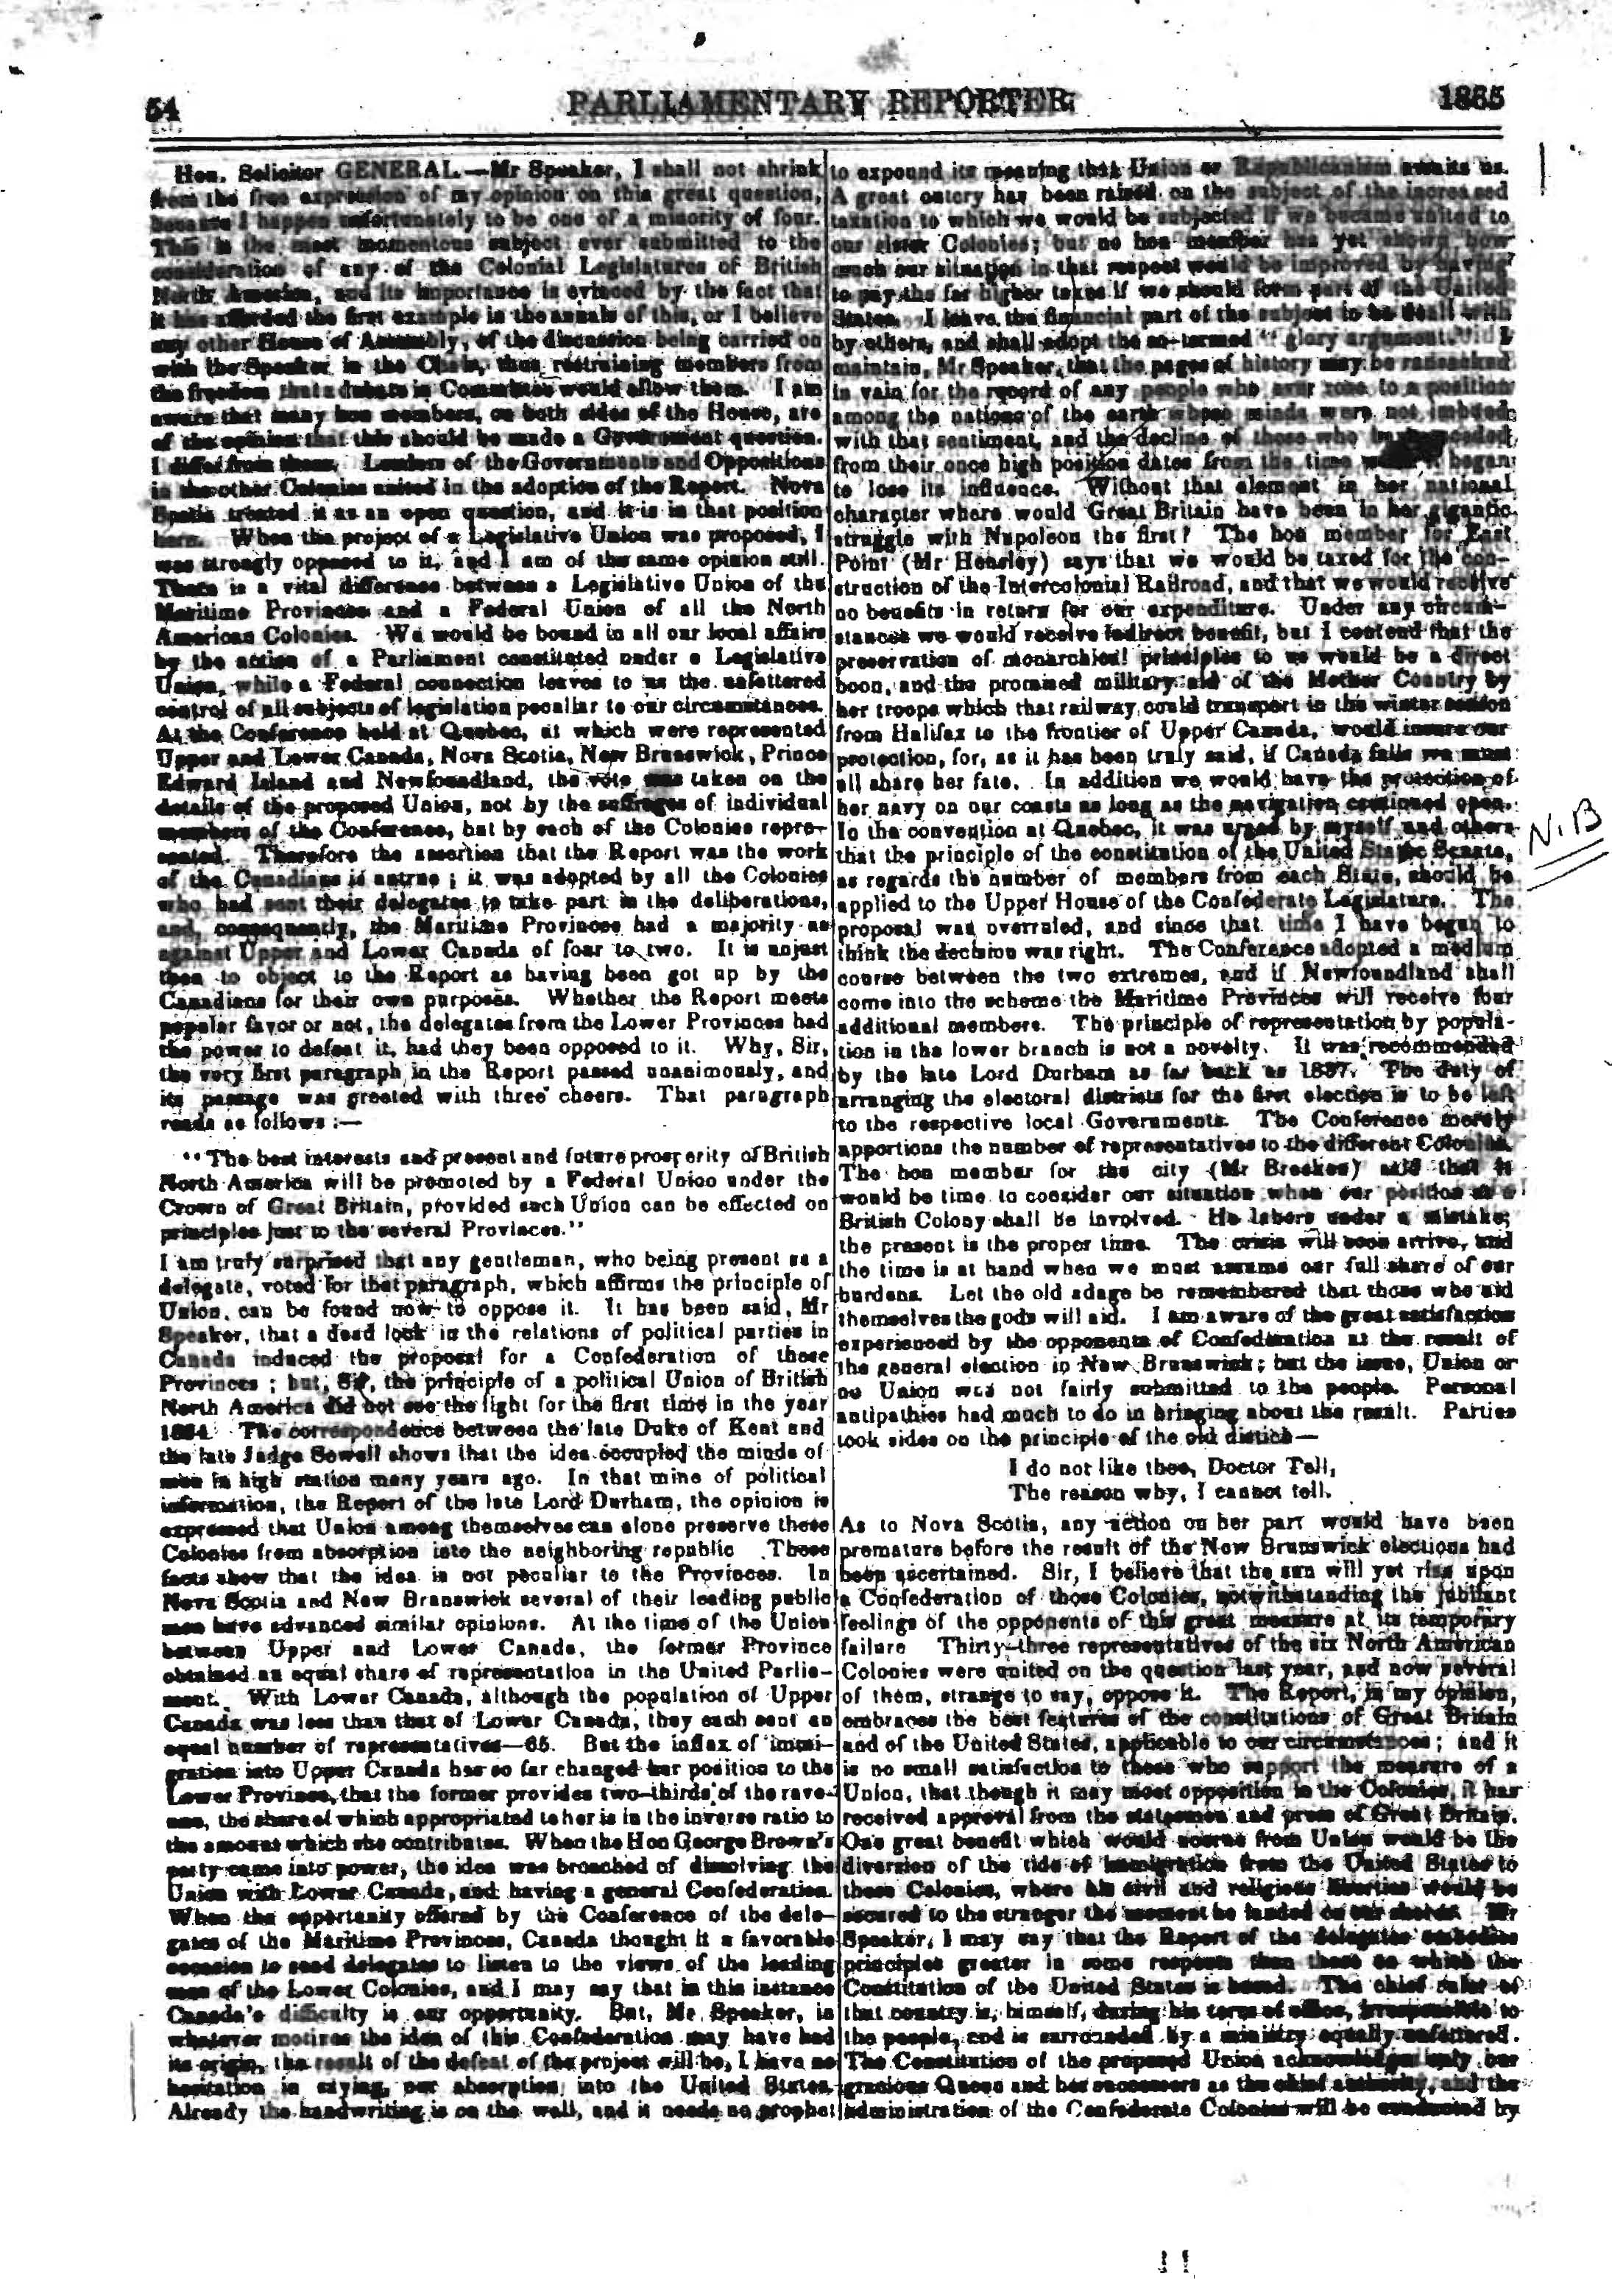 54
PARLIAMENTARY REPORTER.
1865
Hon. Solicitor GENERAL.—Mr Speaker, I shall not shrink
from the free expression of my opinion on this great question,
because I happen unfortunately to be one of a minority of four.
This is the most momentous subject ever submitted to the
consideration of any of the Colonial Legislatures of British
North America, and its importance is evinced by the fact that
it has afforded the first example in the annals of this, or I believe
any other House of Assembly, of the discussion being carried on
with the Speaker in the Chair, thus restraining members from
the freedom that a debate in Committee would allow them. I am
aware that many hon members, on both sides of the House, are
of the opinion that this should be made a Government question.
I differ from them. Leaders of the Governments and Oppositions
in the other Colonies united in the adoption of the Report. Nova
Scotia treated it as an open question, and it is in that position
here. When the project of a Legislative Union was proposed, I
was strongly opposed to it, and I am of the same opinion still.
There is a vital difference between a Legislative Union of the
Maritime Provinces and a Federal Union of all the North
American Colonies. We would be bound in all our local affairs
by the action of a Parliament constituted under a Legislative
Union, while a Federal connection leaves to us the unfettered
control of all subjects of legislation peculiar to our circumstances.
At the Conference held at Quebec, at which were represented
Upper and Lower Canada, Nova Scotia, New Brunswick, Prince
Edward Island and Newfoundland, the vote was taken on the
details of the proposed Union, not by the suffrages of individual
members of the Conference, but by each of the Colonies repre-
sented. Therefore the assertion that the Report was the work
of the Canadians is untrue; it was adopted by all the Colonies
who had sent their delegates to take part in the deliberations,
and, consequently, the Maritime Provinces had a majority as
against Upper and Lower Canada of four to two. It is unjust
then to object to the Report as having been got up by the
Canadians for their own purposes. Whether the Report meets
popular favor or not, the delegates from the Lower Provinces had
the power to defeat it, had they been opposed to it. Why, Sir,
the very first paragraph in the Report passed unanimously, and
its passage was greeted with three cheers. That paragraph
reads as follows:—
"The best interests and present and future prosperity of British
North America will be promoted by a Federal Union under the
Crown of Great Britain, provided such Union can be effected on
principles just to the several Provinces."
I am truly surprised that any gentleman, who being present as a
delegate, voted for that paragraph, which affirms the principle of
Union, can be found now to oppose it. It has been said, Mr
Speaker, that a dead lock in the relations of political parties in
Canada induced the proposal for a Confederation of these
Provinces; but, Sir, the principle of a political Union of British
North America did not see the light for the first time in the year
1864. The correspondence between the late Duke of Kent and
the late Judge Sewell shows that the idea occupied the minds of
men in high station many years ago. In that mine of political
information, the Report of the late Lord Durham, the opinion is
expressed that Union among themselves can alone preserve these
Colonies from absorption into the neighboring republic These
facts show that the idea is not peculiar to the Provinces. In
Nova Scotia and New Brunswick several of their leading public
men have advanced similar opinions. At the time of the Union
between Upper and Lower Canada, the former Province
obtained an equal share of representation in the United Parlia-
ment. With Lower Canada, although the population of Upper
Canada was less than that of Lower Canada, they each sent an
equal number of representatives—65. But the influx of immi-
gration into Upper Canada has so far changed her position to the
Lower Province, that the former provides two-thirds of the reve-
nue, the share of which appropriated to her is in the inverse ratio to
the amount which she contributes. When the Hon George Brown's
party came into power, the idea was broached of dissolving the
Union with Lower Canada, and having a general Confederation.
When the opportunity offered by the Conference of the dele-
gates of the Maritime Provinces, Canada thought it a favorable
occasion to send delegates to listen to the views of the leading
men of the Lower Colonies, and I may say that in this instance
Canada's difficulty is our opportunity. But, Mr. Speaker, in
whatever motives the idea of this Confederation may have had
its origin, the result of the defeat of the project will be, I have no
hesitation in saying, our absorption into the United States.
Already the handwriting is on the wall, and it needs no prophet
to expound its meaning that Union or Republicanism awaits us.
A great outcry has been raised on the subject of the increased
taxation to which we would be subjected if we became united to
our sister Colonies; but no hon member has yet shown how
much our situation in that respect would be improved by having
to pay the far higher taxes if we should form part of the United
States. I leave the financial part of the subject to be dealt with
by others, and shall adopt the so-termed "glory argument." I
maintain, Mr Speaker, that the pages of history may be ransacked
in vain for the record of any people who ever rose to a position
among the nations of the earth whose minds were not imbued
with that sentiment, and the decline of those who have receded
from their once high position dates from the time when it began
to lose its influence. Without that element in her national
character where would Great Britain have been in her gigantic
struggle with Napoleon the first? The hon member for East
Point (Mr Hensley) says that we would be taxed for the con-
struction of the Intercolonial Railroad, and that we would receive
no benefits in return for our expenditure. Under any circum-
stances we would receive indirect benefit, but I contend that the
preservation of monarchical principles to us would be a direct
boon, and the promised military aid of the Mother Country by
her troops which that railway could transport in the winter season
from Halifax to the frontier of Upper Canada, would insure our
protection, for, as it has been truly said, if Canada falls we must
all share her fate. In addition we would have the protection of
her navy on our coasts as long as the navigation continued open.
In the convention at Quebec, it was urged by myself and others
that the principle of the constitution of the United States Senate,
as regards the number of members from each State, should be
applied to the Upper House of the Confederate Legislature. The
proposal was overruled, and since that time I have began to
think the decision was right. The Conference adopted a medium
course between the two extremes, and if Newfoundland shall
come into the scheme the Maritime Provinces will receive four
additional members. The principle of representation by popula-
tion in the lower branch is not a novelty. It was recommended
by the late Lord Durham as far back as 1837. The duty of
arranging the electoral districts for the first election is to be left
to the respective local Governments. The Conference merely
apportions the number of representatives to the different Colonies.
The hon member for the city (Mr Brecken) said that it
would be time to consider our situation when our position as a
British Colony shall be involved. He labors under a mistake;
the present is the proper time. The crisis will soon arrive, and
the time is at hand when we must assume our full share of our
burdens. Let the old adage be remembered that those who aid
themselves the gods will aid. I am aware of the great satisfaction
experienced by the opponents of Confederation at the result of
the general election in New Brunswick; but the issue, Union or
no Union was not fairly submitted to the people. Personal
antipathies had much to do in bringing about the result. Parties
took sides on the principle of the old distich—
I do not like thee, Doctor Tell,
The reason why, I cannot tell.
As to Nova Scotia, any action on her part would have been
premature before the result of the New Brunswick elections had
been ascertained. Sir, I believe that the sun will yet rise upon
a Confederation of those Colonies, notwithstanding the jubilant
feelings of the opponents of this great measure at its temporary
failure Thirty-three representatives of the six North American
Colonies were united on the question last year, and now several
of them, strange to say, oppose it. The Report, in my opinion,
embraces the best features of the constitutions of Great Britain
and of the United States, applicable to our circumstances; and it
is no small satisfaction to those who support the measure of a
Union, that though it may meet opposition in the Colonies, it has
received approval from the statesmen and press of Great Britain.
One great benefit which would accrue from Union would be the
diversion of the tide of immigration from the United States to
these Colonies, where his civil and religious liberties would be
secured to the stranger the moment he landed on our shores. Mr
Speaker, I may say that the Report of the delegates embodies
principles greater in some respects than those on which the
Constitution of the United States is based. The chief ruler of
that country is, himself, during his term of office, irresponsible to
the people, and is surrounded by a ministry equally unfettered.
The Constitution of the proposed Union acknowledges only our
gracious Queen and her successors as the chief authority, and the
administration of the Confederate Colonies will be conducted by
N.B